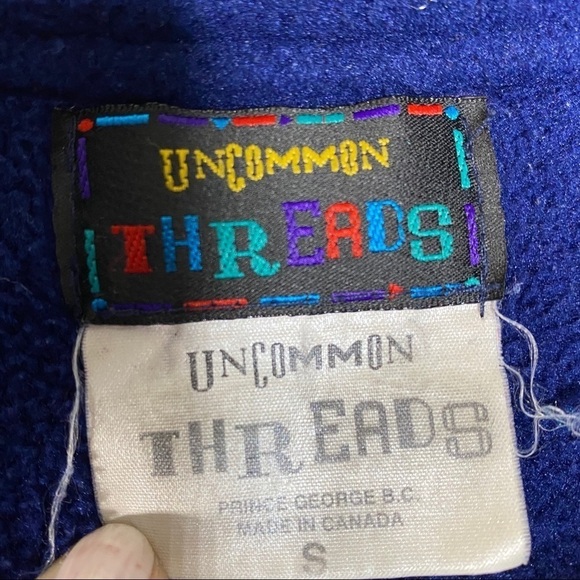 UNCOMMON
THREADS
UNCOMMON
THREADS
PRINCE GEORGE B.C.
MADE IN CANADA
S